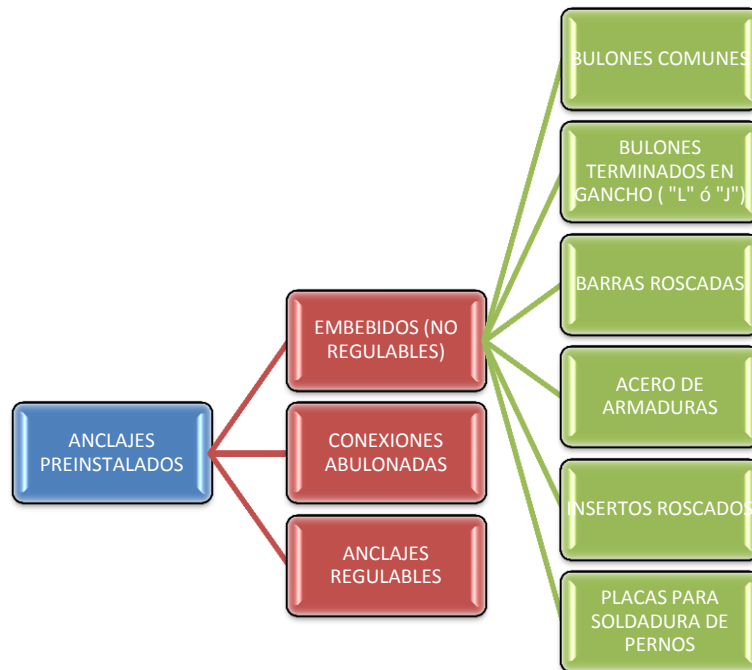 ANCLAJES
PREINSTALADOS
EMBEBIDOS (NO
REGULABLES)
CONEXIONES
ABULONADAS
ANCLAJES
REGULABLES
BULONES COMUNES
BULONES
TERMINADOS EN
GANCHO ( "L" ó "J")
BARRAS ROSCADAS
ACERO DE
ARMADURAS
INSERTOS ROSCADOS
PLACAS PARA
SOLDADURA DE
PERNOS